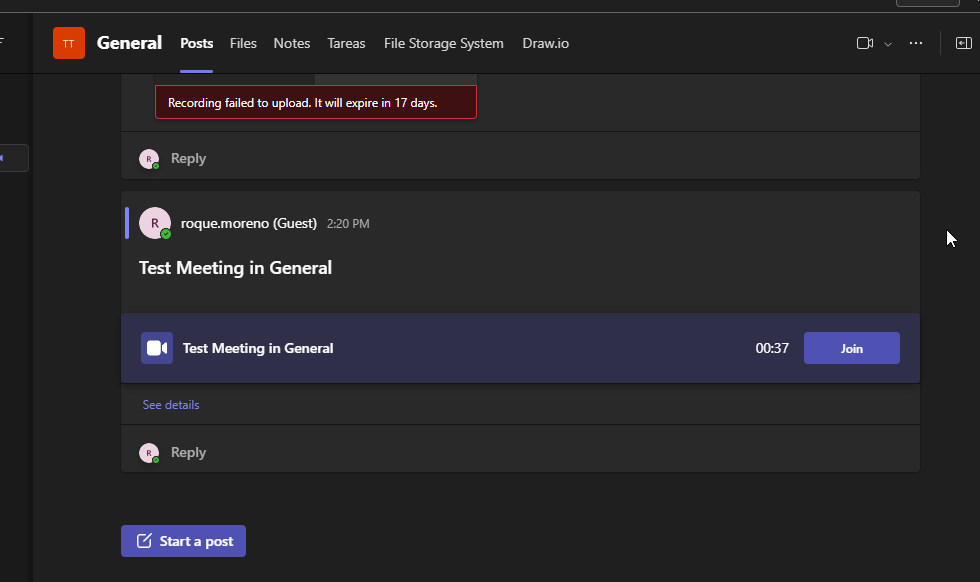 TT General Posts Files Notes Tareas File Storage System Draw.io
Recording failed to upload. It will expire in 17 days.
R Reply
R roque.moreno (Guest) 2:20 PM
Test Meeting in General
Test Meeting in General 00:37 Join
See details
R Reply
Start a post